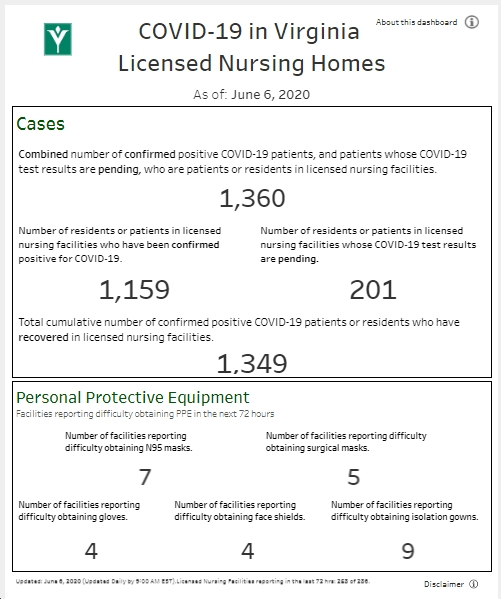 About this dashboard
COVID-19 in Virginia
Licensed Nursing Homes
As of: June 6, 2020
Cases
Combined number of confirmed positive COVID-19 patients, and patients whose COVID-19
test results are pending, who are patients or residents in licensed nursing facilities.
1,360
Number of residents or patients in licensed
nursing facilities who have been confirmed
positive for COVID-19.
1,159
Number of residents or patients in licensed
nursing facilities whose COVID-19 test results
are pending.
201
Total cumulative number of confirmed positive COVID-19 patients or residents who have
recovered in licensed nursing facilities.
1,349
Personal Protective Equipment
Facilities reporting difficulty obtaining PPE in the next 72 hours
Number of facilities reporting
difficulty obtaining N95 masks.
7
Number of facilities reporting difficulty
obtaining surgical masks.
5
Number of facilities reporting
difficulty obtaining gloves.
4
Number of facilities reporting
difficulty obtaining face shields.
4
Number of facilities reporting
difficulty obtaining isolation gowns.
9
Updated: June 6, 2020 (Updated Daily by 9:00 AM EST).Licensed Nursing Facilities reporting in the last 72 hrs:
Disclaimer